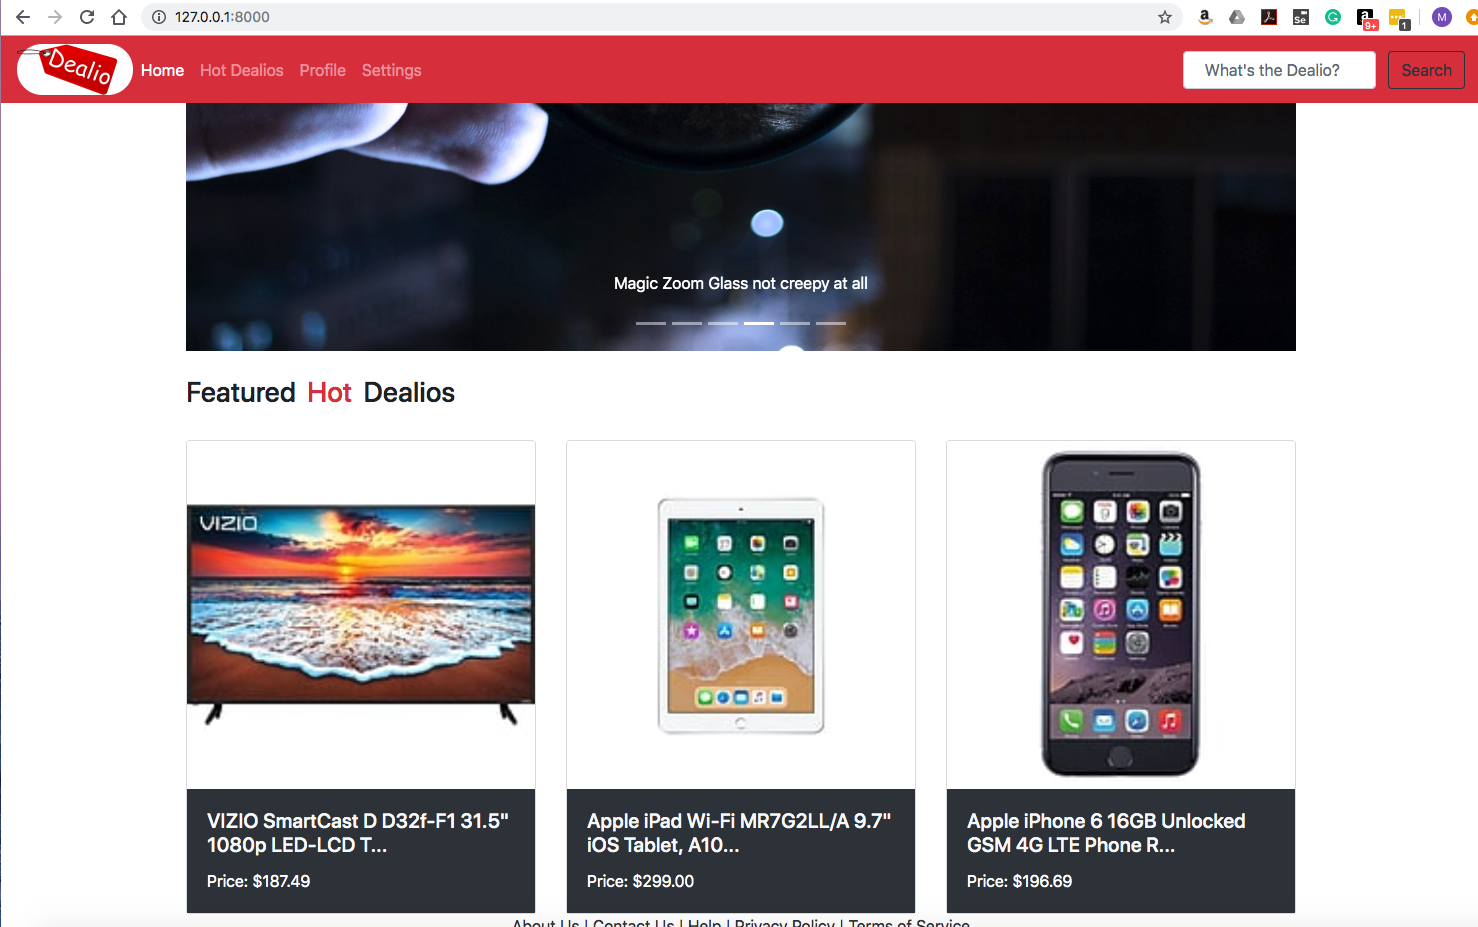 127.0.0.1:8000
Se
9+
1
M
Dealio
Home Hot Dealios Profile Settings
What's the Dealio?
Search
Magic Zoom Glass not creepy at all
Featured Hot Dealios
VIZIO
VIZIO SmartCast D D32f-F1 31.5"
1080p LED-LCD T...
Price: $187.49
Apple iPad Wi-Fi MR7G2LL/A 9.7"
iOS Tablet, A10...
Price: $299.00
Apple iPhone 6 16GB Unlocked
GSM 4G LTE Phone R...
Price: $196.69
About Us | Contact Us | Help | Privacy Policy | Terms of Service